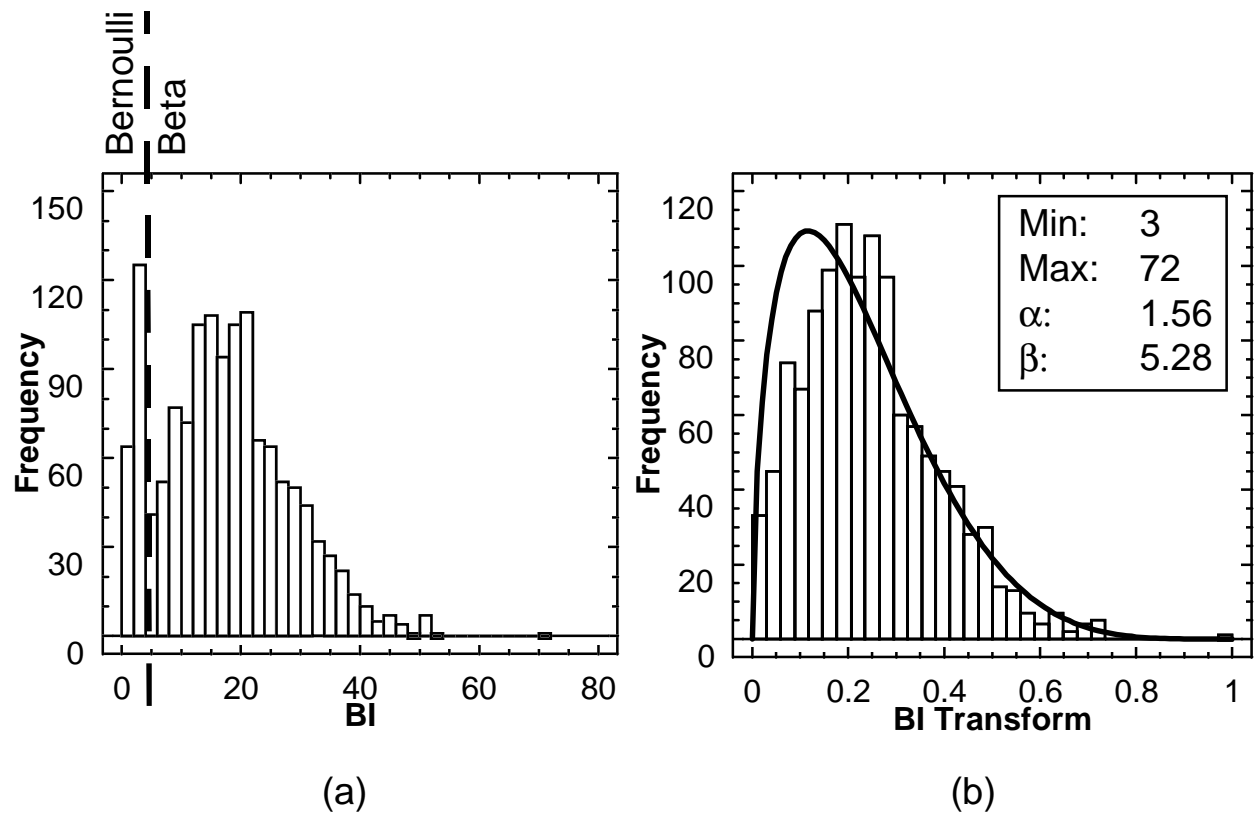 Bernoulli
Beta
150
120
90
60
30
0
Frequency
0 20 40 60 80
BI
(a)
120
100
80
60
40
20
0
Frequency
Min: 3
Max: 72
α: 1.56
β: 5.28
0 0.2 0.4 0.6 0.8 1
BI Transform
(b)